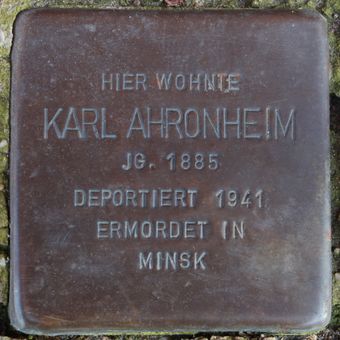 HIER WOHNTE
KARL AHRONHEIM
JG. 1885
DEPORTIERT 1941
ERMORDET IN
MINSK